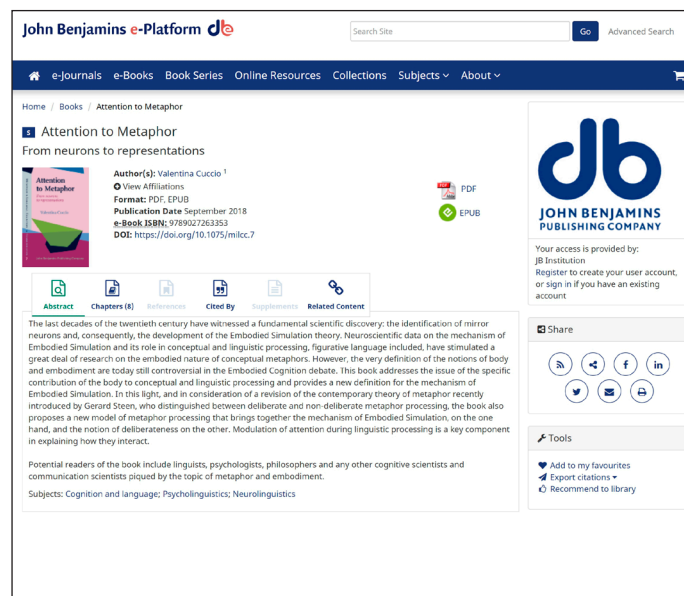 John Benjamins e-Platform
Search Site
Go
Advanced Search
e-Journals e-Books Book Series Online Resources Collections Subjects About
Home / Books / Attention to Metaphor
S Attention to Metaphor
From neurons to representations
Attention
to Metaphor
From neurons
to representations
Valentina Cuccio
Author(s): Valentina Cuccio 1
View Affiliations
Format: PDF, EPUB
Publication Date September 2018
e-Book ISBN: 9789027263353
DOI: https://doi.org/10.1075/milcc.7
PDF
EPUB
Abstract
Chapters (8)
References
Cited By
Supplements
Related Content
The last decades of the twentieth century have witnessed a fundamental scientific discovery: the identification of mirror
neurons and, consequently, the development of the Embodied Simulation theory. Neuroscientific data on the mechanism of
Embodied Simulation and its role in conceptual and linguistic processing, figurative language included, have stimulated a
great deal of research on the embodied nature of conceptual metaphors. However, the very definition of the notions of body
and embodiment are today still controversial in the Embodied Cognition debate. This book addresses the issue of the specific
contribution of the body to conceptual and linguistic processing and provides a new definition for the mechanism of
Embodied Simulation. In this light, and in consideration of a revision of the contemporary theory of metaphor recently
introduced by Gerard Steen, who distinguished between deliberate and non-deliberate metaphor processing, the book also
proposes a new model of metaphor processing that brings together the mechanism of Embodied Simulation, on the one
hand, and the notion of deliberateness on the other. Modulation of attention during linguistic processing is a key component
in explaining how they interact.
Potential readers of the book include linguists, psychologists, philosophers and any other cognitive scientists and
communication scientists piqued by the topic of metaphor and embodiment.
Subjects: Cognition and language; Psycholinguistics; Neurolinguistics
JOHN BENJAMINS
PUBLISHING COMPANY
Your access is provided by:
JB Institution
Register to create your user account,
or sign in if you have an existing
account
Share
Tools
Add to my favourites
Export citations
Recommend to library